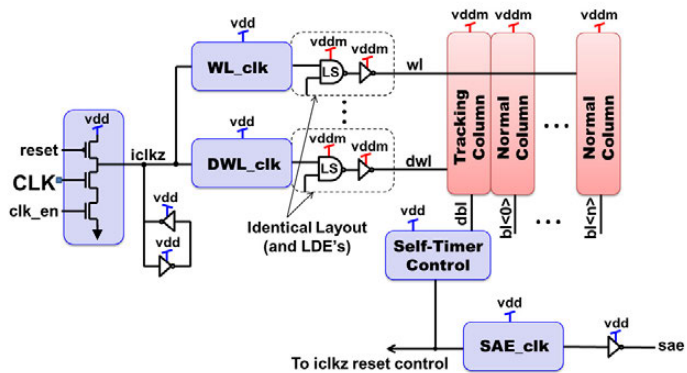 vdd
WL_clk
vddm
vddm
LS
wl
vddm
vddm
vddm
Tracking
Column
Normal
Column
Normal
Column
reset
CLK
clk_en
vdd
iclkz
vdd
DWL_clk
vddm
vddm
LS
dwl
vdd
vdd
Identical Layout
(and LDE's)
dbl
bl<0>
bl<n>
vdd
Self-Timer
Control
To iclkz reset control
vdd
SAE_clk
vdd
sae